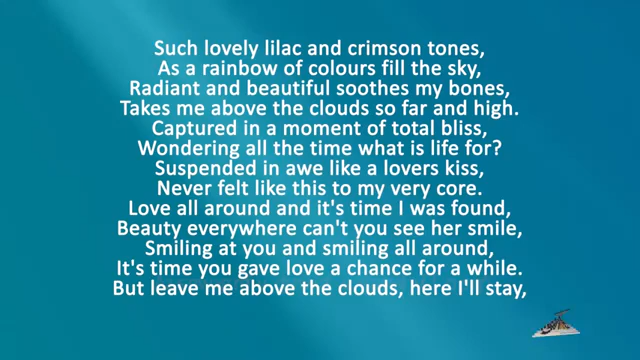 Such lovely lilac and crimson tones,
As a rainbow of colours fill the sky,
Radiant and beautiful soothes my bones,
Takes me above the clouds so far and high.
Captured in a moment of total bliss,
Wondering all the time what is life for?
Suspended in awe like a lovers kiss,
Never felt like this to my very core.
Love all around and it's time I was found,
Beauty everywhere can't you see her smile,
Smiling at you and smiling all around,
It's time you gave love a chance for a while.
But leave me above the clouds, here I'll stay,